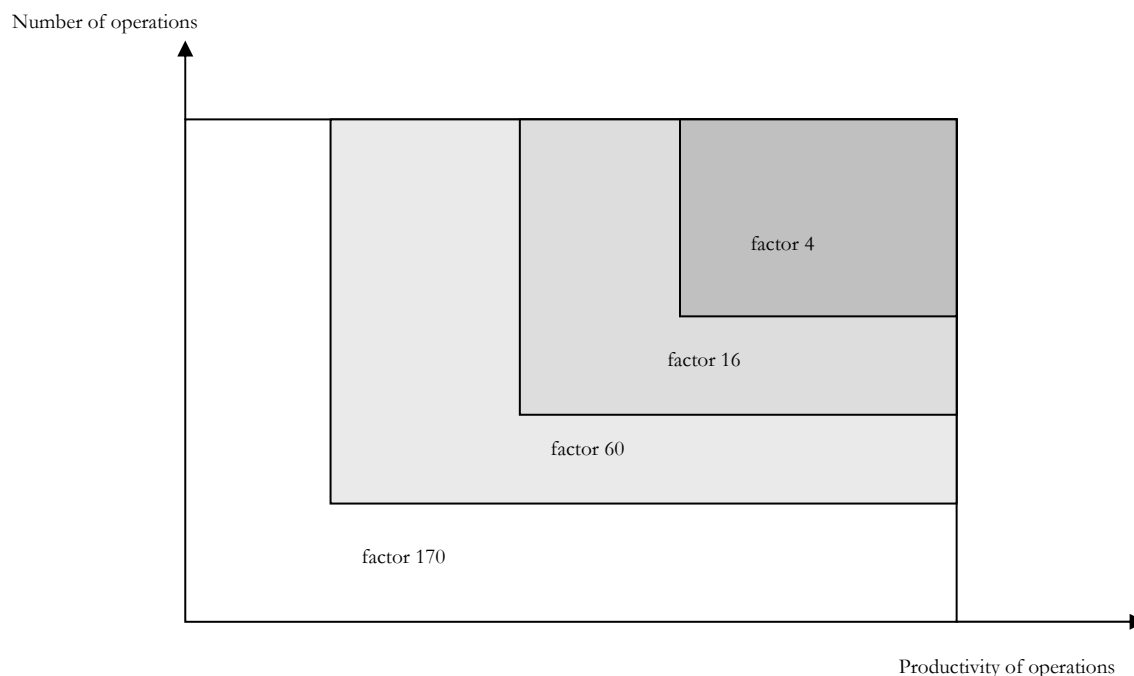 Number of operations
factor 4
factor 16
factor 60
factor 170
Productivity of operations